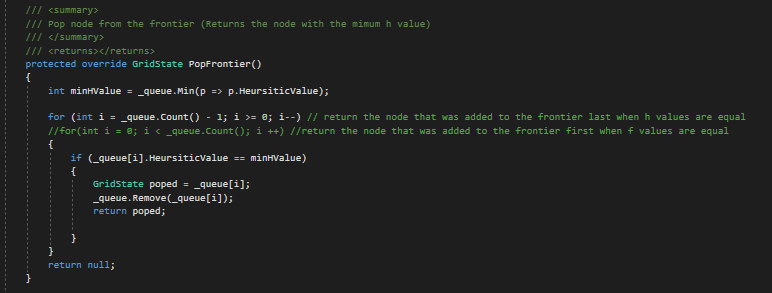 /// <summary>
/// Pop node from the frontier (Returns the node with the mimum h value)
/// </summary>
/// <returns></returns>
protected override GridState PopFrontier()
{
int minHValue = _queue.Min(p => p.HeursiticValue);
for (int i = _queue.Count() - 1; i >= 0; i--) // return the node that was added to the frontier last when h values are equal
//for(int i = 0; i < _queue.Count(); i ++) //return the node that was added to the frontier first when f values are equal
{
if (_queue[i].HeursiticValue == minHValue)
{
GridState poped = _queue[i];
_queue.Remove(_queue[i]);
return poped;
}
}
return null;
}